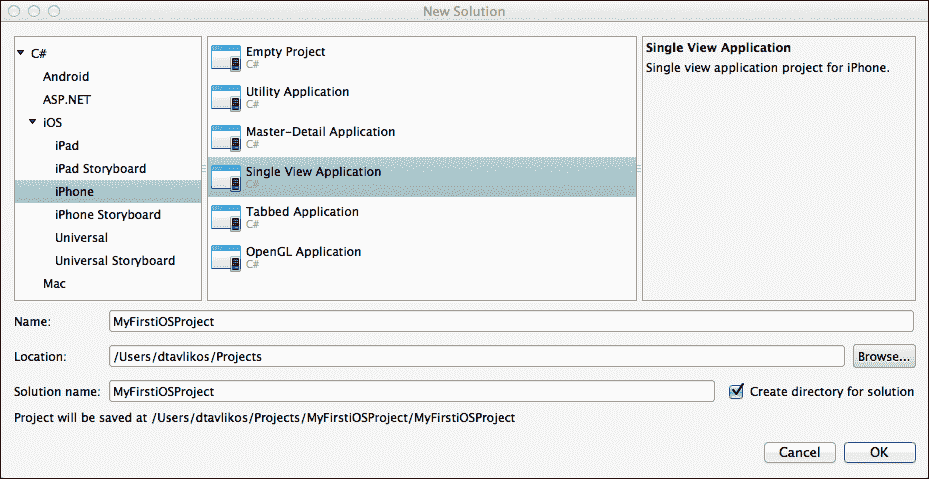 New Solution
C#
Android
ASP.NET
iOS
iPad
iPad Storyboard
iPhone
iPhone Storyboard
Universal
Universal Storyboard
Mac
Empty Project
C#
Utility Application
C#
Master-Detail Application
C#
Single View Application
C#
Tabbed Application
C#
OpenGL Application
C#
Single View Application
Single view application project for iPhone.
Name: MyFirstiOSProject
Location: /Users/dtavlikos/Projects Browse...
Solution name: MyFirstiOSProject Create directory for solution
Project will be saved at /Users/dtavlikos/Projects/MyFirstiOSProject/MyFirstiOSProject
Cancel OK